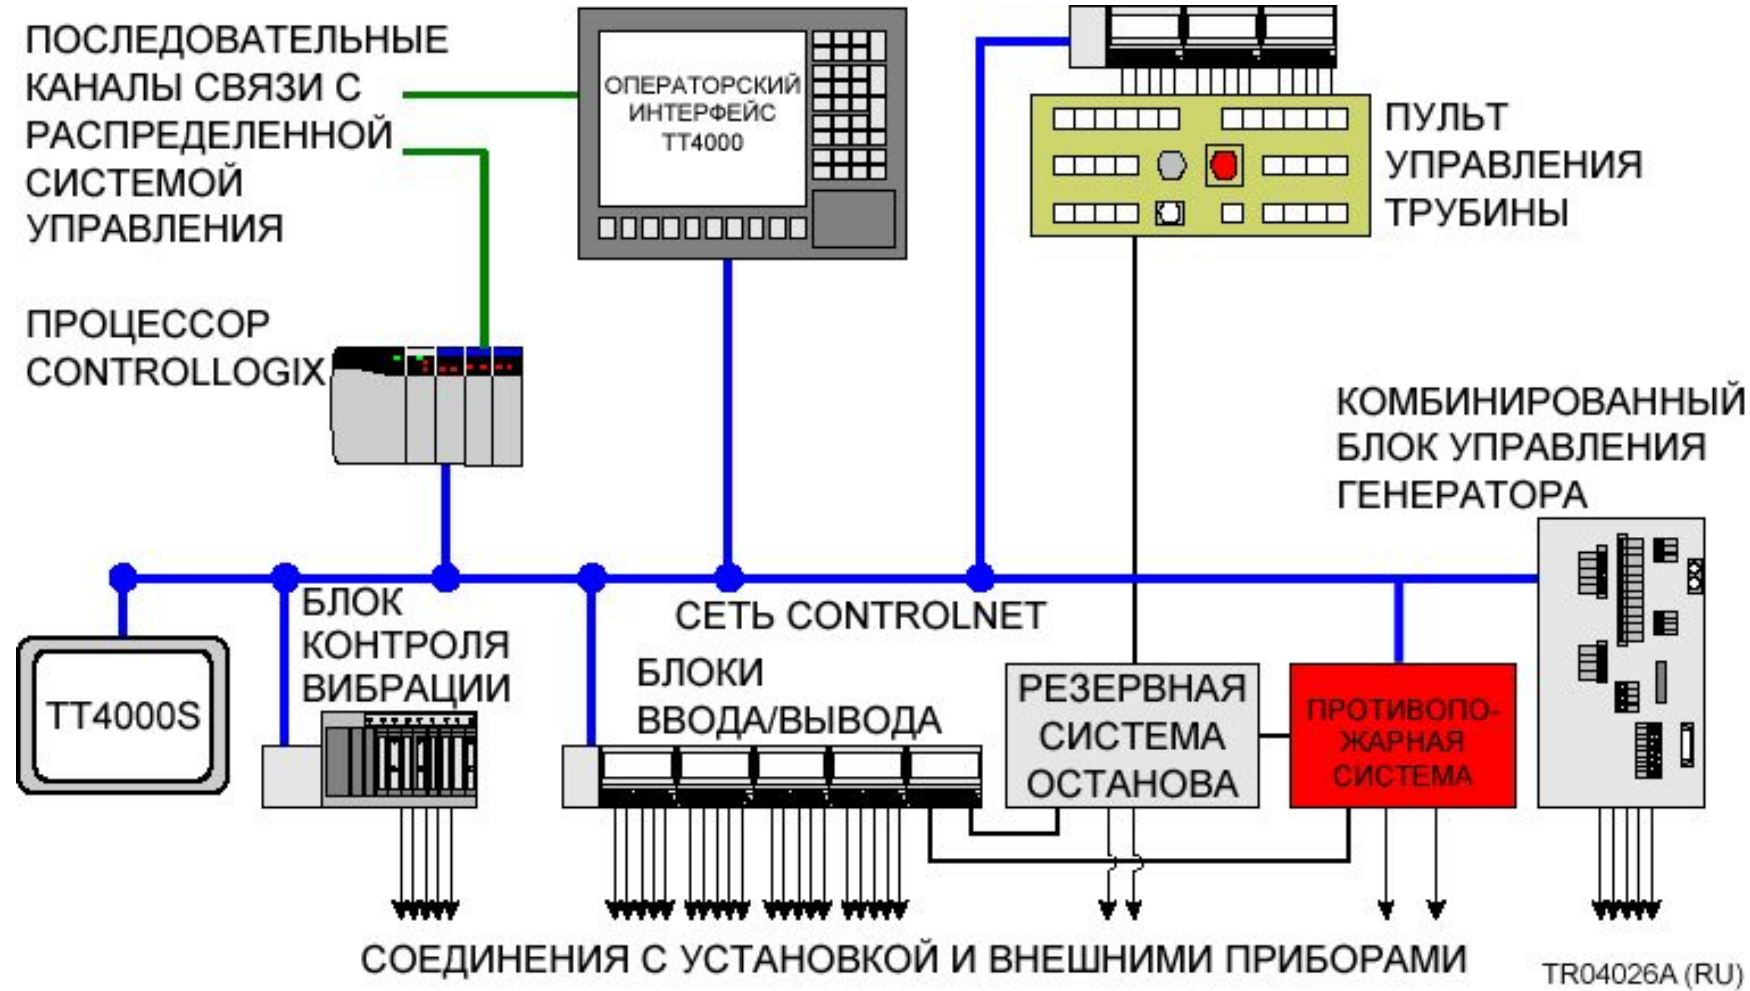 ПОСЛЕДОВАТЕЛЬНЫЕ
КАНАЛЫ СВЯЗИ С
РАСПРЕДЕЛЕННОЙ
СИСТЕМОЙ
УПРАВЛЕНИЯ
ОПЕРАТОРСКИЙ
ИНТЕРФЕЙС
ТТ4000
ПУЛЬТ
УПРАВЛЕНИЯ
ТРУБИНЫ
ПРОЦЕССОР
CONTROLLOGIX
КОМБИНИРОВАННЫЙ
БЛОК УПРАВЛЕНИЯ
ГЕНЕРАТОРА
СЕТЬ CONTROLNET
TT4000S
БЛОК
КОНТРОЛЯ
ВИБРАЦИИ
БЛОКИ
ВВОДА/ВЫВОДА
РЕЗЕРВНАЯ
СИСТЕМА
ОСТАНОВА
ПРОТИВОПО-
ЖАРНАЯ
СИСТЕМА
СОЕДИНЕНИЯ С УСТАНОВКОЙ И ВНЕШНИМИ ПРИБОРАМИ
TR04026A (RU)